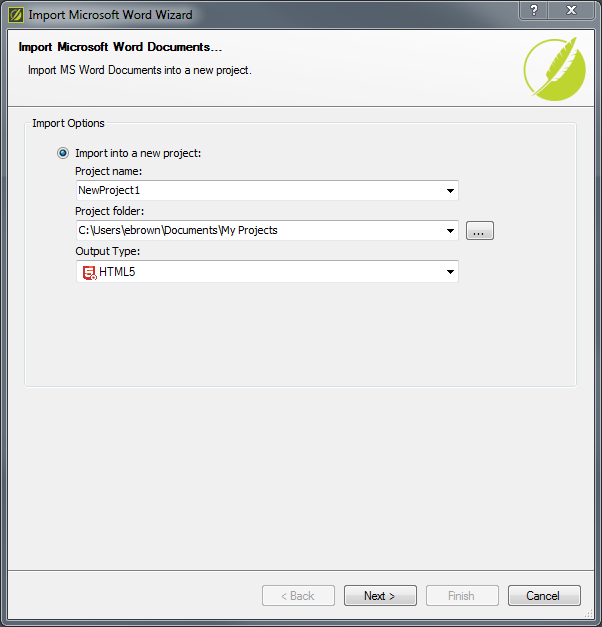 Import Microsoft Word Wizard
?
Import Microsoft Word Documents...
Import MS Word Documents into a new project.
Import Options
Import into a new project:
Project name:
NewProject1
Project folder:
C:\Users\ebrown\Documents\My Projects
...
Output Type:
HTML5
< Back
Next >
Finish
Cancel